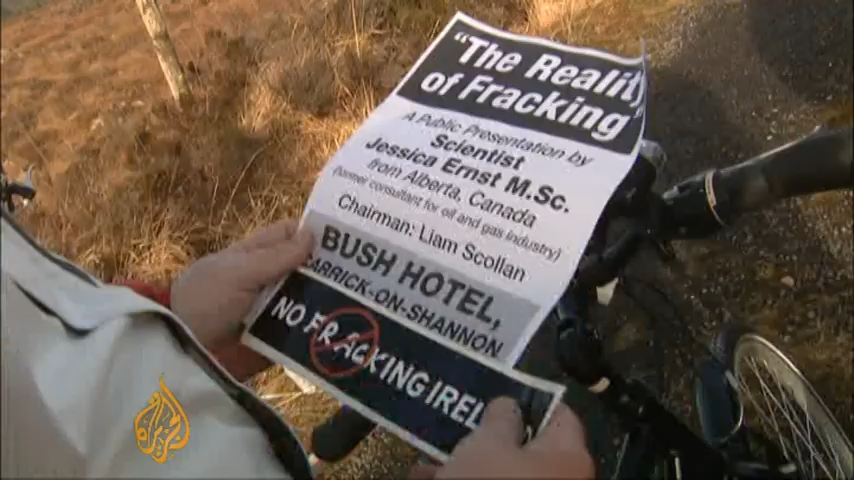 "The Reality
of Fracking"
A Public Presentation by
Scientist
Jessica Ernst M.Sc.
from Alberta, Canada
(former consultant for oil and gas industry)
Chairman: Liam Scollan
BUSH HOTEL,
CARRICK-ON-SHANNON
NO FRACKING IREL
الجزيرة